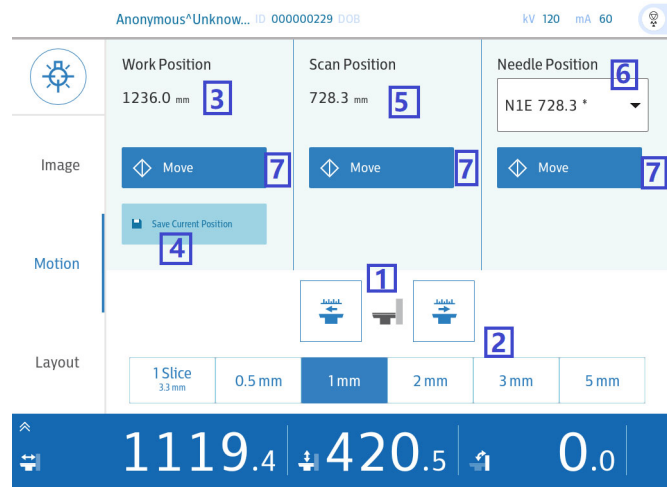 Anonymous^Unknow... ID 000000229 DOB kV 120 mA 60
Work Position Scan Position Needle Position
6
1236.0 mm 3 728.3 mm 5 N1E 728.3 *
Move 7 Move 7 Move 7
Save Current Position
4
Image
Motion
Layout
1
2
1 Slice 0.5 mm 1 mm 2 mm 3 mm 5 mm
3.3 mm
1119.4 420.5 0.0